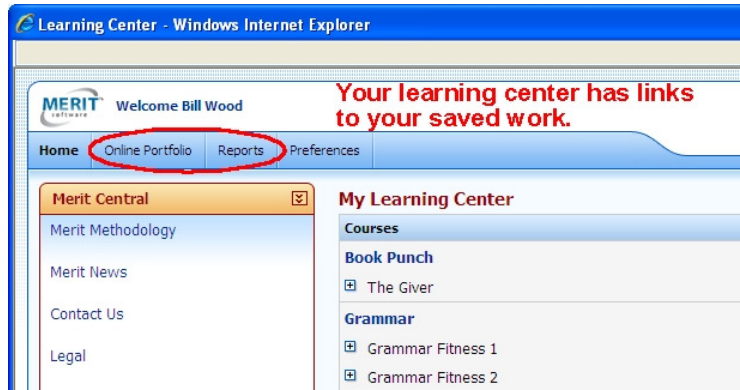 Learning Center - Windows Internet Explorer
MERIT
software
Welcome Bill Wood
Your learning center has links
to your saved work.
Home Online Portfolio Reports Preferences
Merit Central
Merit Methodology
Merit News
Contact Us
Legal
My Learning Center
Courses
Book Punch
The Giver
Grammar
Grammar Fitness 1
Grammar Fitness 2